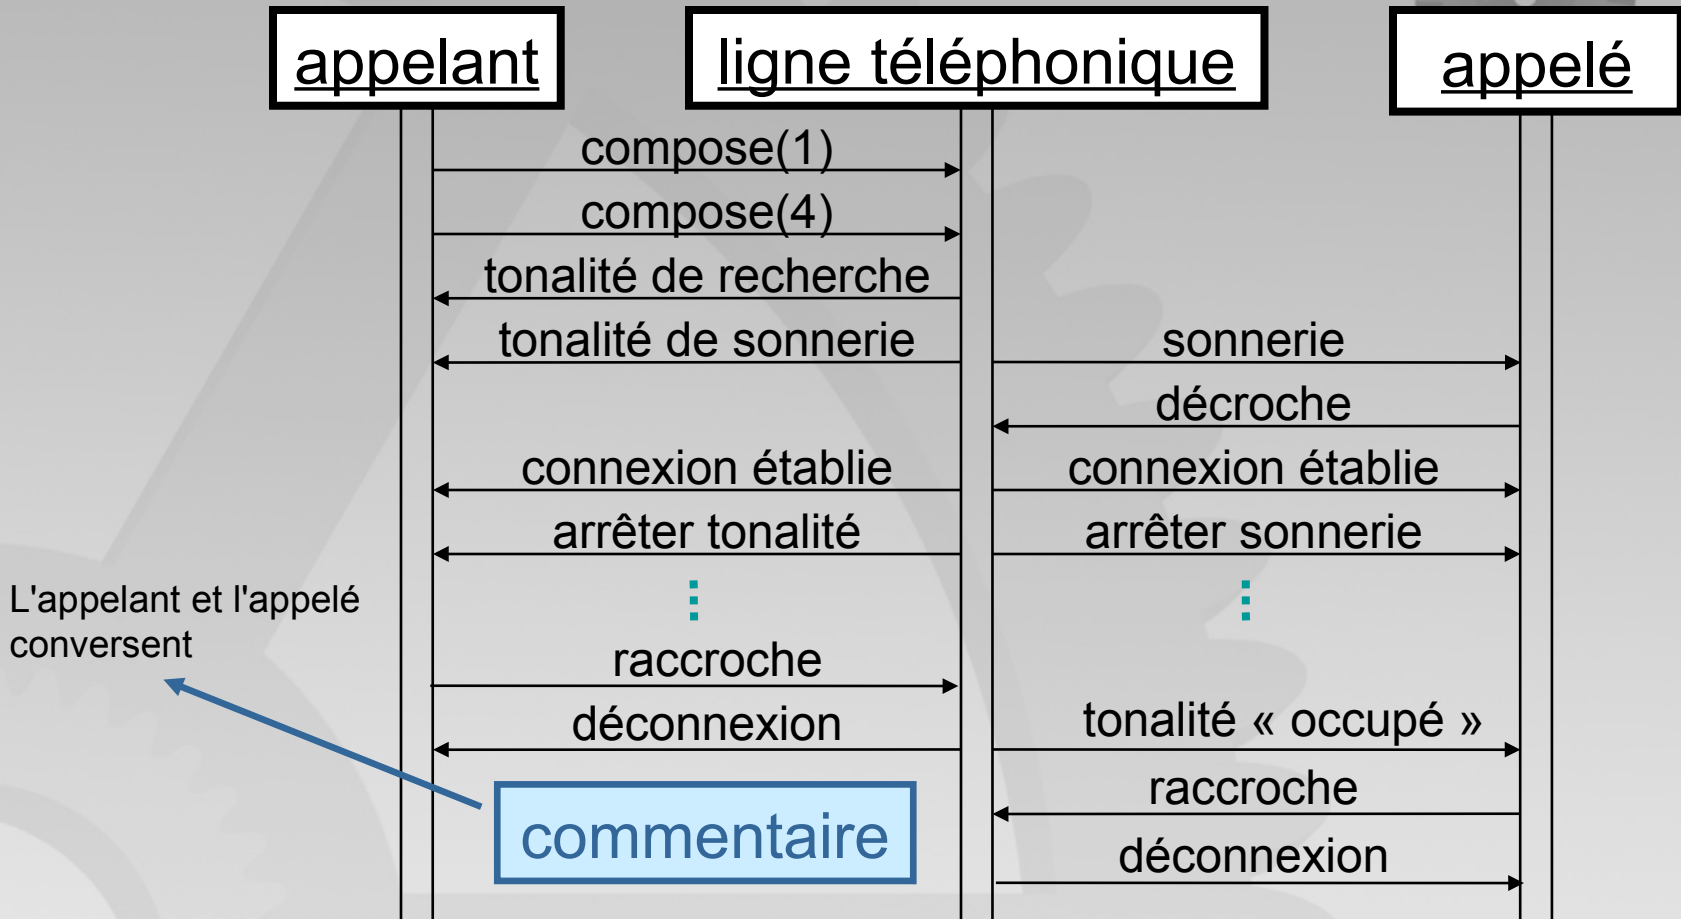 appelant
ligne téléphonique
appelé
compose(1)
compose(4)
tonalité de recherche
tonalité de sonnerie
sonnerie
décroche
connexion établie
connexion établie
arrêter tonalité
arrêter sonnerie
L'appelant et l'appelé
conversent
raccroche
déconnexion
tonalité « occupé »
raccroche
commentaire
déconnexion